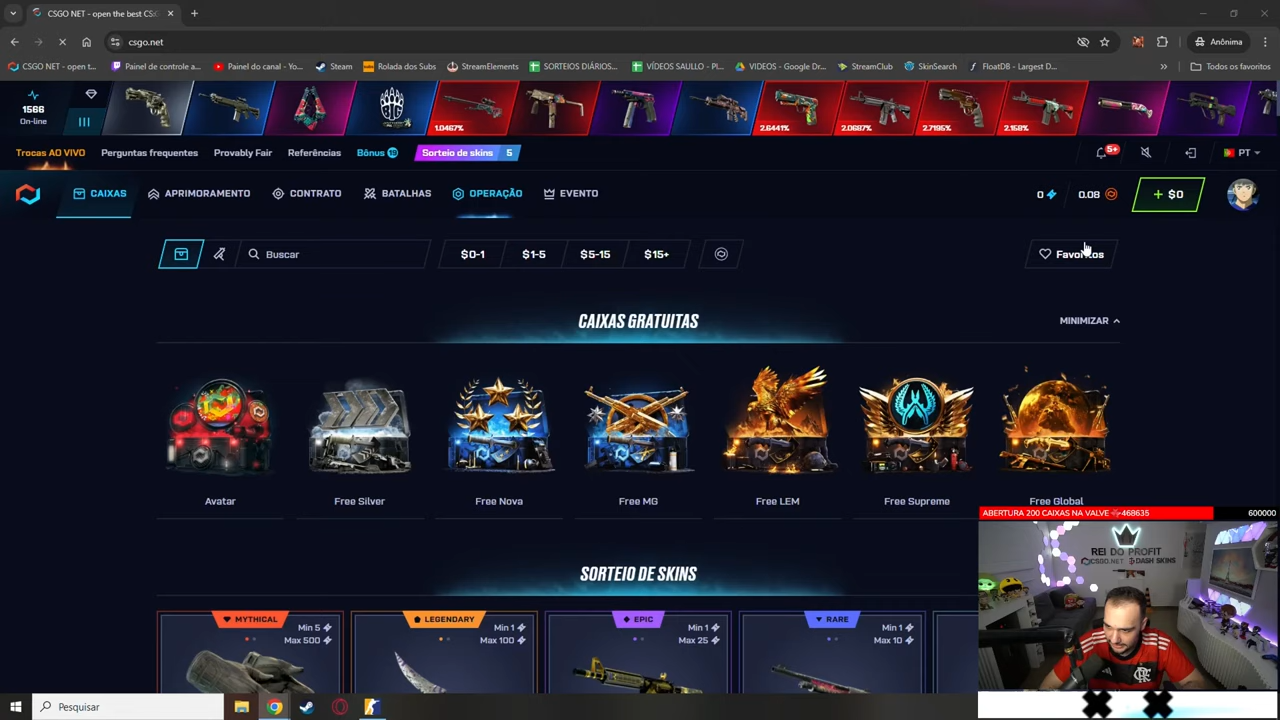 CSGO NET - open the best CS:
csgo.net
Anônima
CSGO NET - open t...
Painel de controle a...
Painel do canal - Yo...
Steam
Rolada dos Subs
StreamElements
SORTEIOS DIÁRIOS...
VÍDEOS SAULLO - PI...
VIDEOS - Google Dr...
StreamClub
SkinSearch
FloatDB - Largest D...
Todos os favoritos
1566
On-line
1.0467%
2.6441%
2.0687%
2.7195%
2.158%
Trocas AO VIVO
Perguntas frequentes
Provably Fair
Referências
Bônus
Sorteio de skins 5
5+
PT
CAIXAS
APRIMORAMENTO
CONTRATO
BATALHAS
OPERAÇÃO
EVENTO
0
0.08
+ $0
Buscar
$0-1
$1-5
$5-15
$15+
Favoritos
CAIXAS GRATUITAS
MINIMIZAR
Avatar
Free Silver
Free Nova
Free MG
Free LEM
Free Supreme
Free Global
ABERTURA 200 CAIXAS NA VALVE 468635
600000
REI DO PROFIT
CSGO.NET
DASH SKINS
SORTEIO DE SKINS
MYTHICAL
Min 5
Max 500
LEGENDARY
Min 1
Max 100
EPIC
Min 1
Max 25
RARE
Min 1
Max 10
Pesquisar